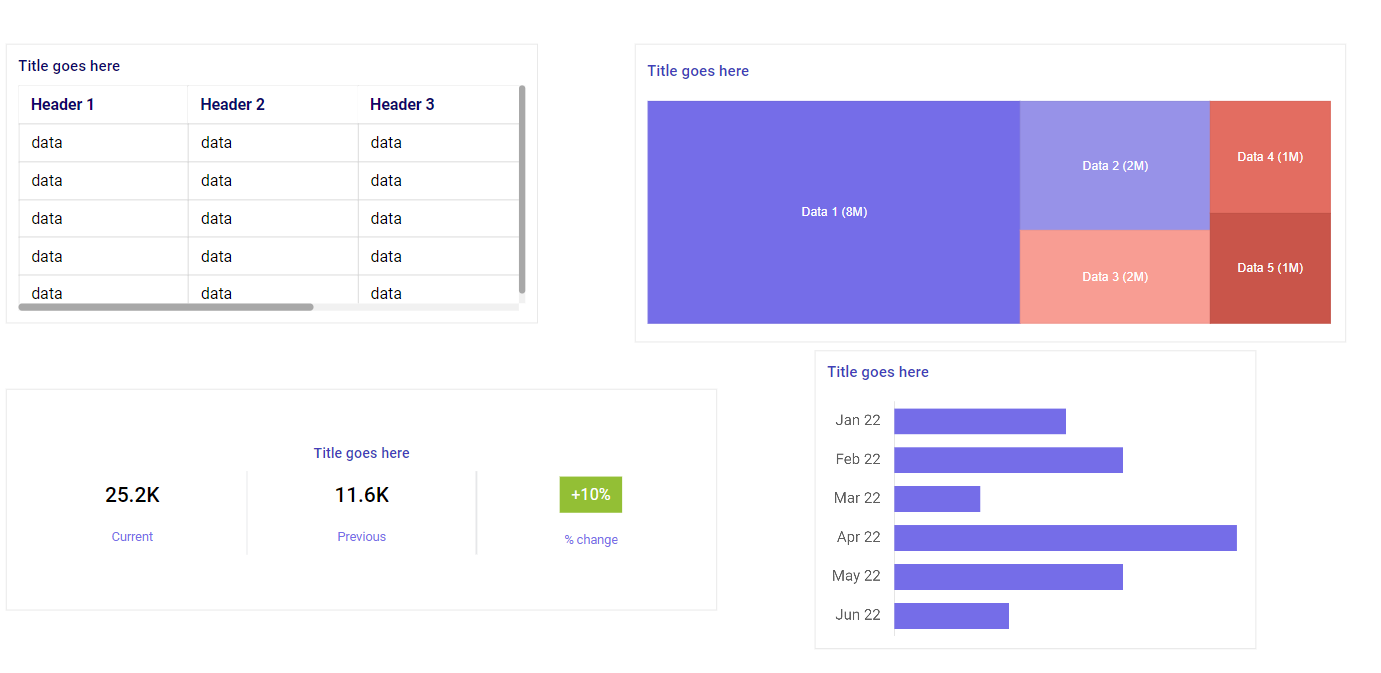 Title goes here
Header 1 Header 2 Header 3
data data data
data data data
data data data
data data data
data data data
Title goes here
Data 1 (8M)
Data 2 (2M)
Data 3 (2M)
Data 4 (1M)
Data 5 (1M)
Title goes here
25.2K 11.6K +10%
Current Previous % change
Title goes here
Jan 22
Feb 22
Mar 22
Apr 22
May 22
Jun 22